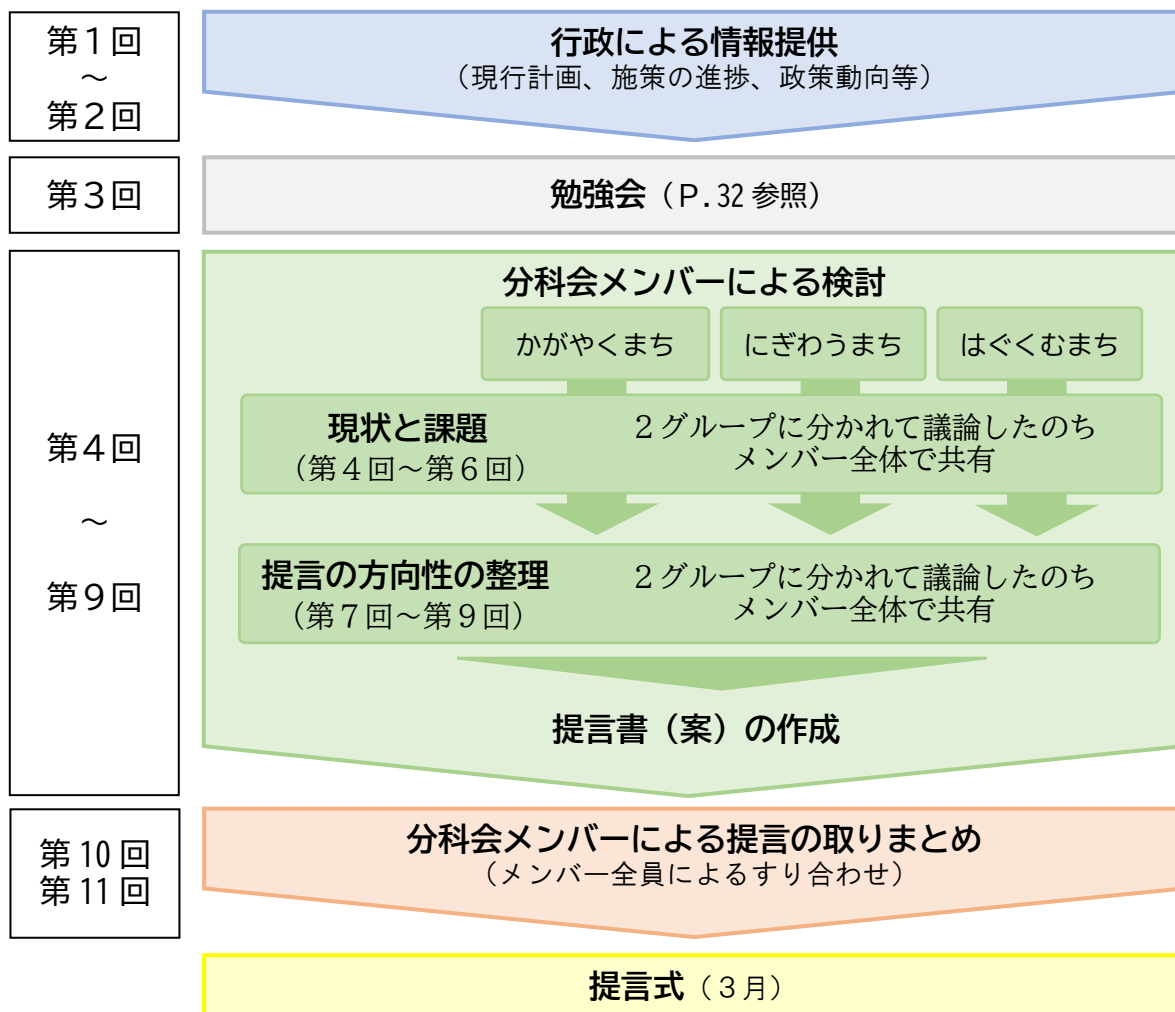 第１回
～
第２回
行政による情報提供
（現行計画、施策の進捗、政策動向等）
第３回
勉強会（Ｐ.32 参照）
第４回
～
第９回
分科会メンバーによる検討
かがやくまち
にぎわうまち
はぐくむまち
現状と課題
（第４回～第６回）
２グループに分かれて議論したのち
メンバー全体で共有
提言の方向性の整理
（第７回～第９回）
２グループに分かれて議論したのち
メンバー全体で共有
提言書（案）の作成
第 10 回
第 11 回
分科会メンバーによる提言の取りまとめ
（メンバー全員によるすり合わせ）
提言式（３月）